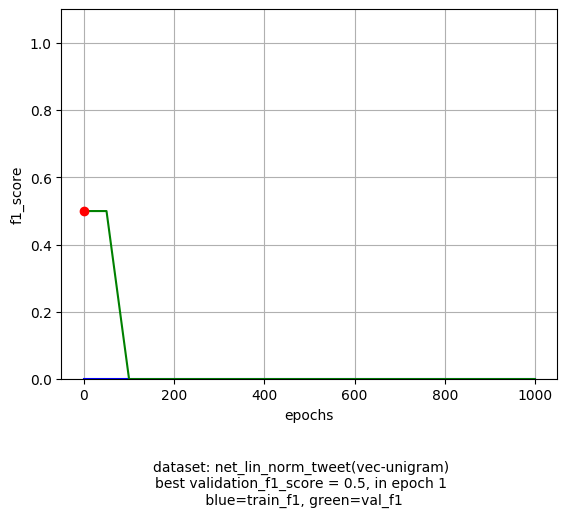 1.0
0.8
0.6
0.4
0.2
0.0
f1_score
0 200 400 600 800 1000
epochs
dataset: net_lin_norm_tweet(vec-unigram)
best validation_f1_score = 0.5, in epoch 1
blue=train_f1, green=val_f1